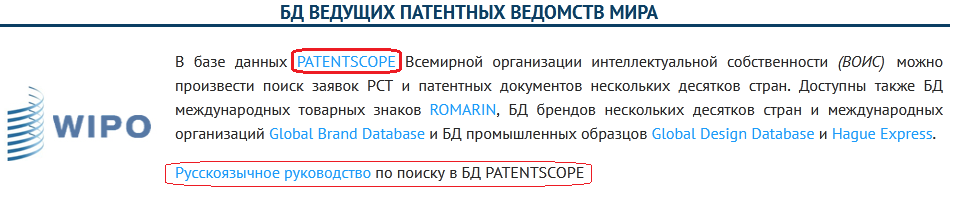 БД ВЕДУЩИХ ПАТЕНТНЫХ ВЕДОМСТВ МИРА
В базе данных PATENTSCOPE Всемирной организации интеллектуальной собственности (ВОИС) можно
произвести поиск заявок РСТ и патентных документов нескольких десятков стран. Доступны также БД
международных товарных знаков ROMARIN, БД брендов нескольких десятков стран и международных
организаций Global Brand Database и БД промышленных образцов Global Design Database и Hague Express.
WIPO
Русскоязычное руководство по поиску в БД PATENTSCOPE